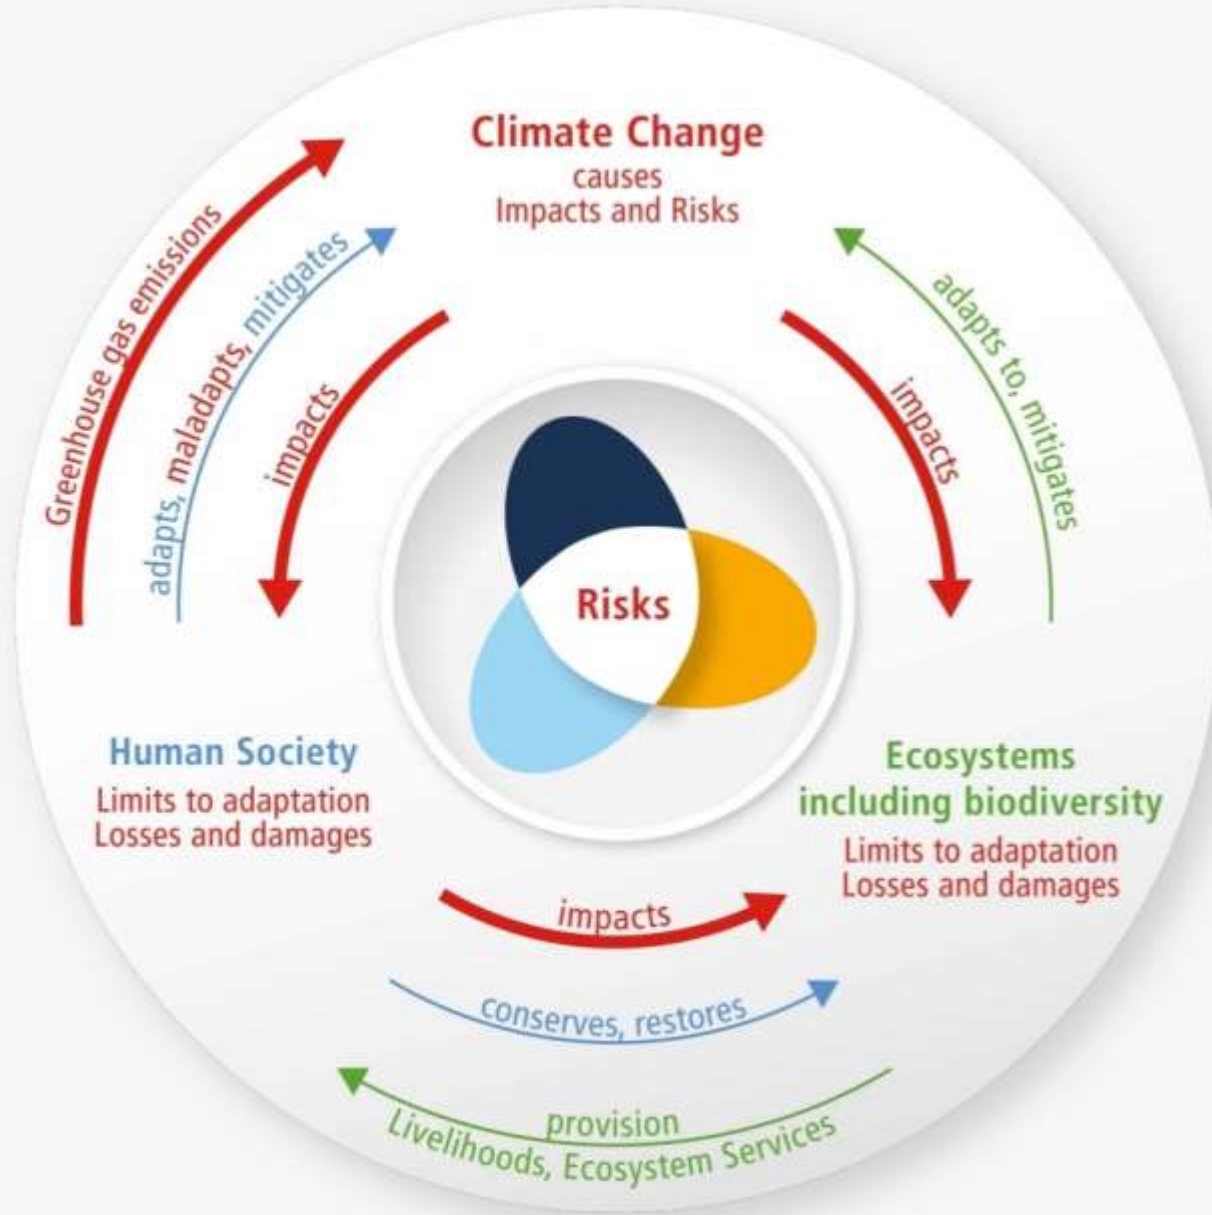 Climate Change
causes
Impacts and Risks
Greenhouse gas emissions
adapts, maladapts, mitigates
impacts
impacts
adapts to, mitigates
Risks
Human Society
Limits to adaptation
Losses and damages
Ecosystems
including biodiversity
Limits to adaptation
Losses and damages
impacts
conserves, restores
provision
Livelihoods, Ecosystem Services